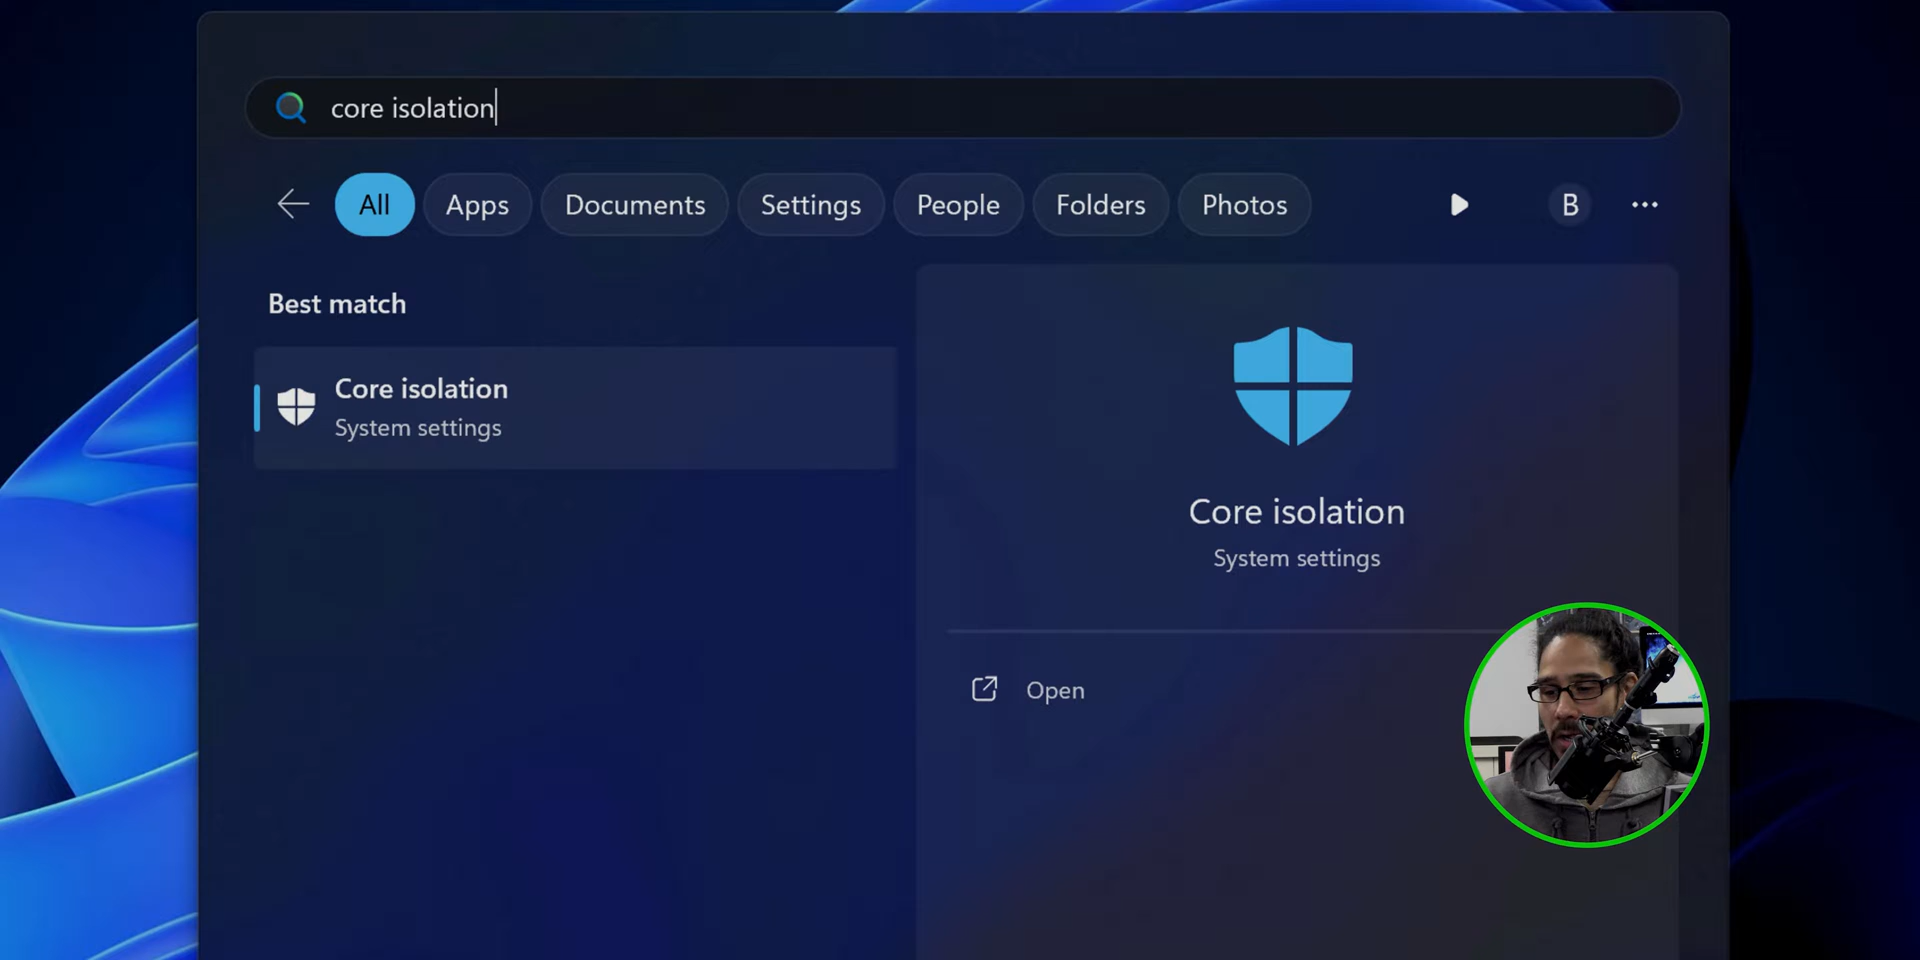 core isolation
All Apps Documents Settings People Folders Photos B
Best match
Core isolation
System settings
Core isolation
System settings
Open